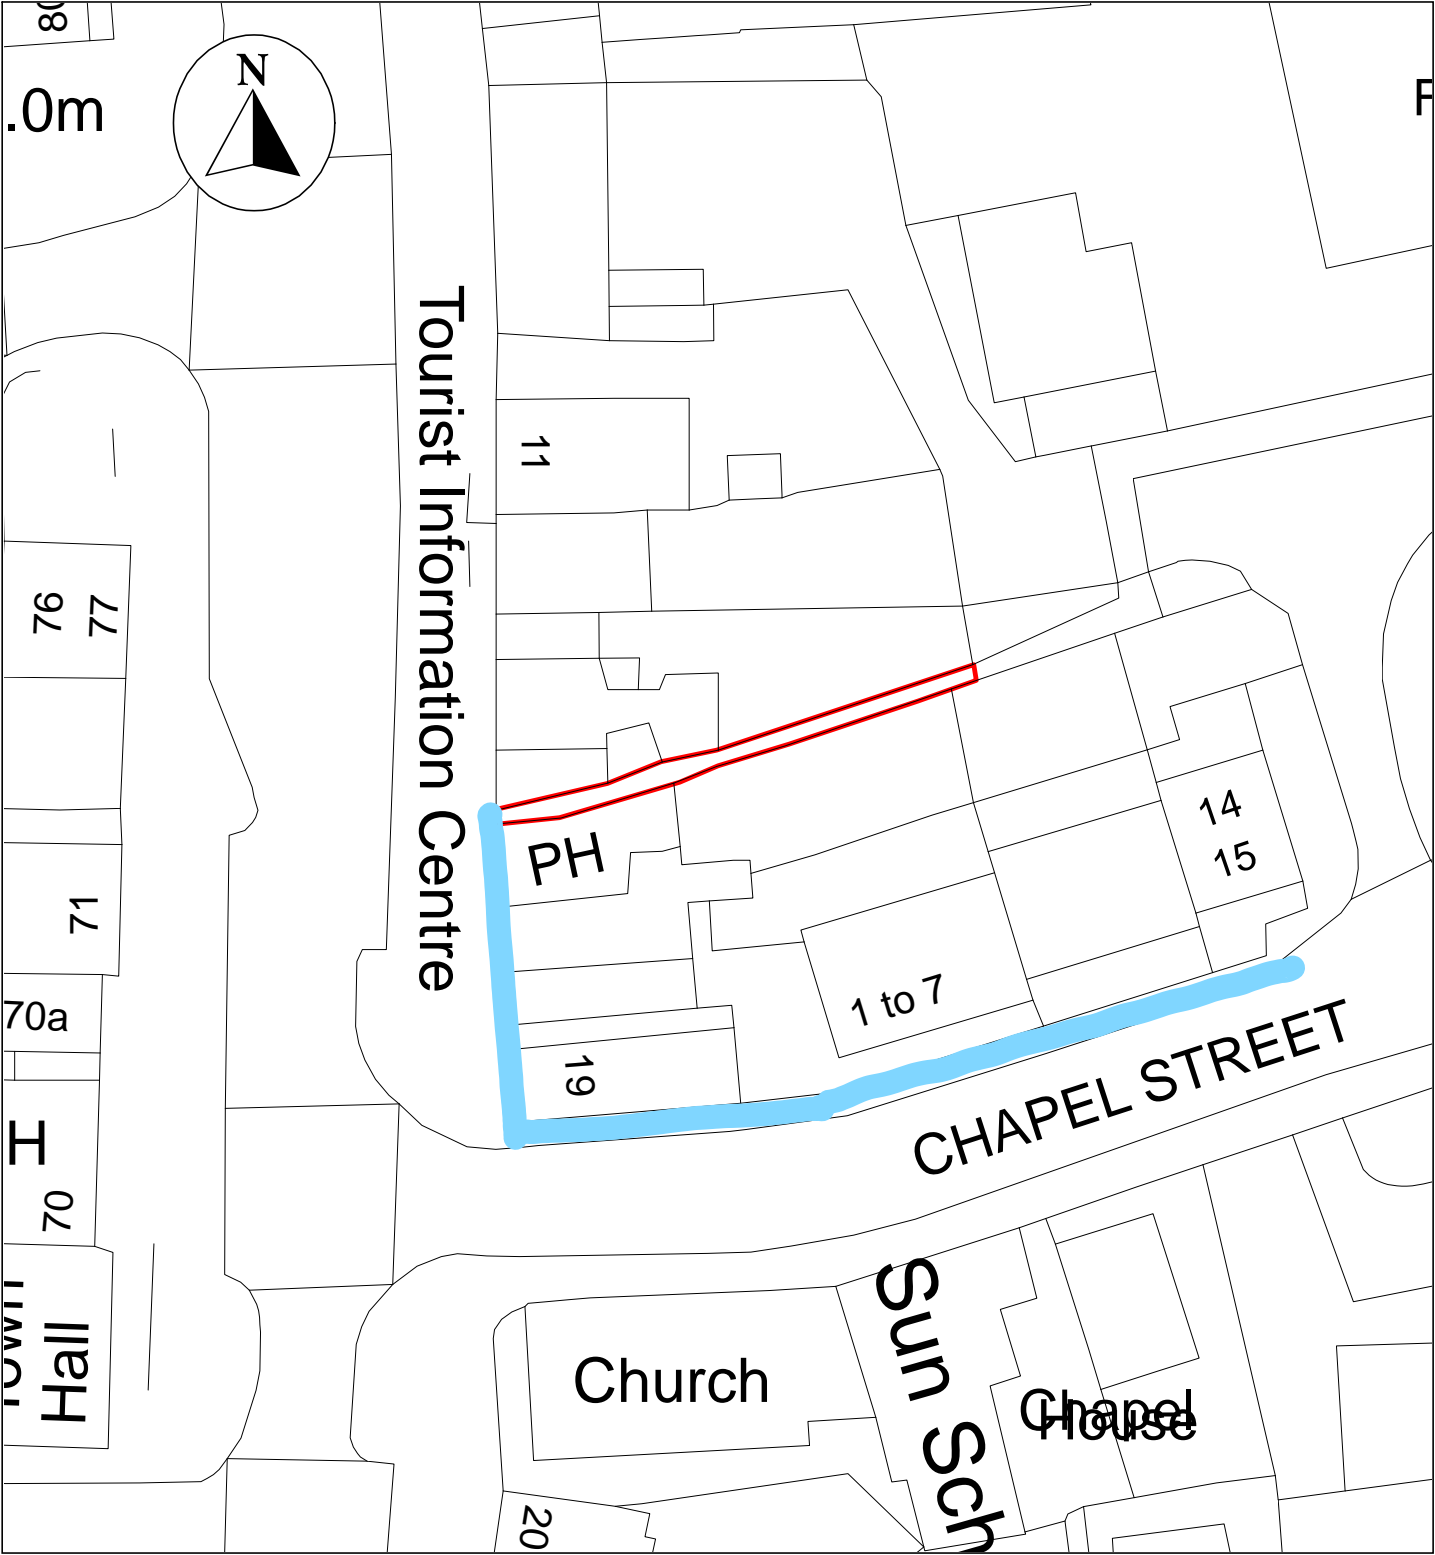 N
.0m
Tourist Information Centre
11
76
77
PH
14
15
71
1 to 7
70a
19
CHAPEL STREET
H
70
Hall
Church
Sun Sch
Chapel
House
20